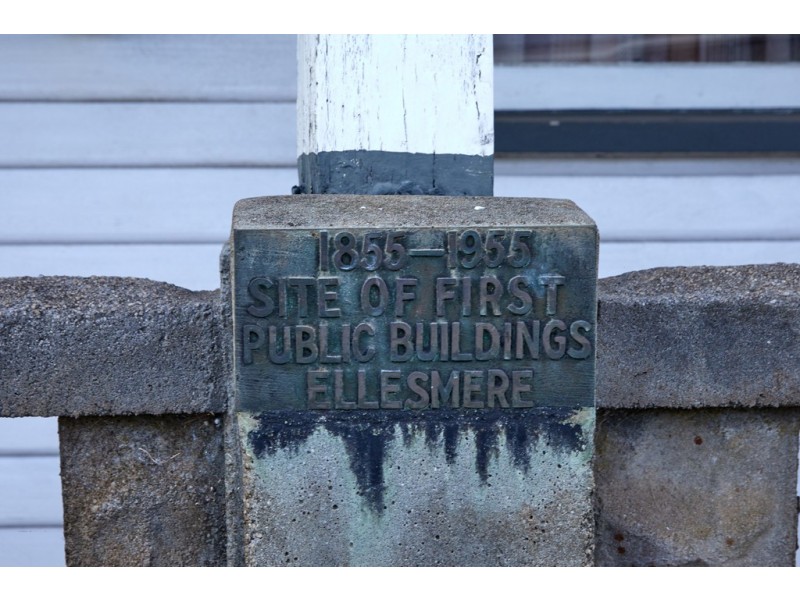 1855—1955
SITE OF FIRST
PUBLIC BUILDINGS
ELLESMERE